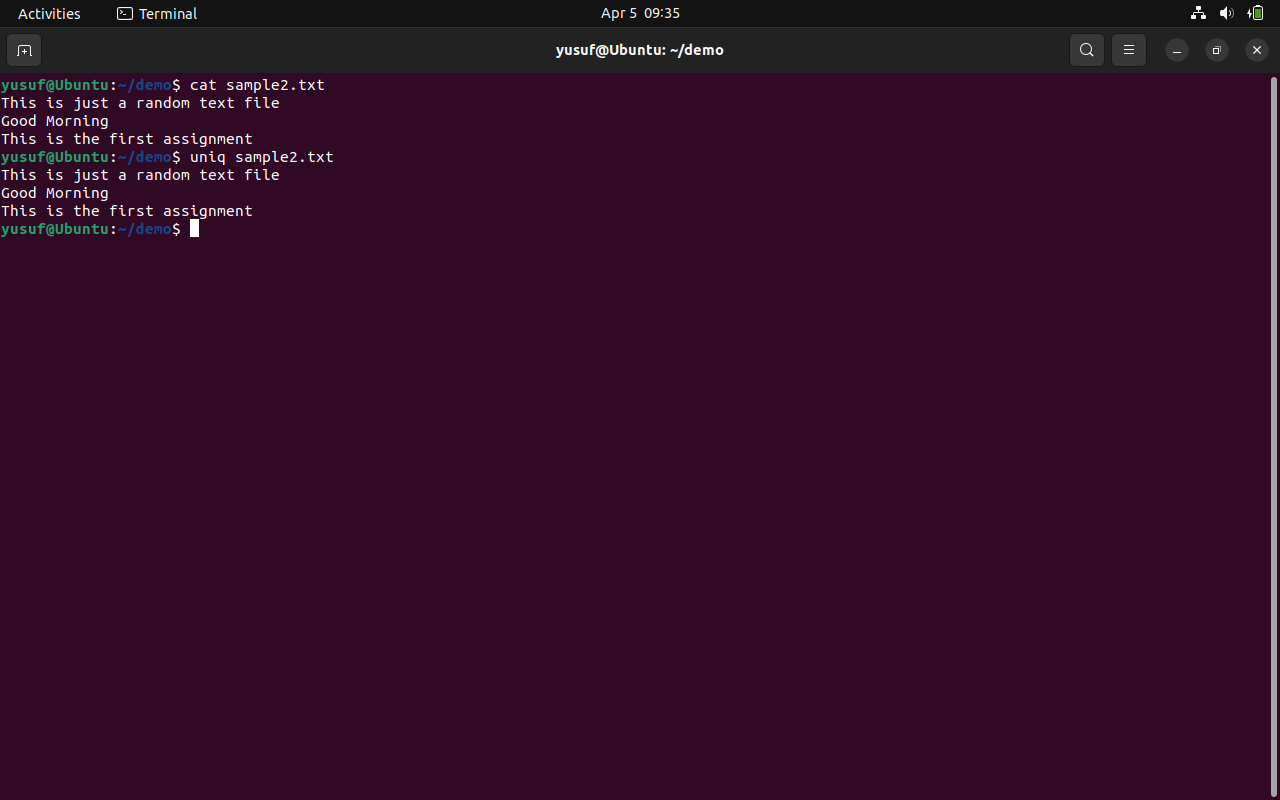 Activities Terminal Apr 5 09:35
yusuf@Ubuntu: ~/demo
yusuf@Ubuntu:~/demo$ cat sample2.txt
This is just a random text file
Good Morning
This is the first assignment
yusuf@Ubuntu:~/demo$ uniq sample2.txt
This is just a random text file
Good Morning
This is the first assignment
yusuf@Ubuntu:~/demo$